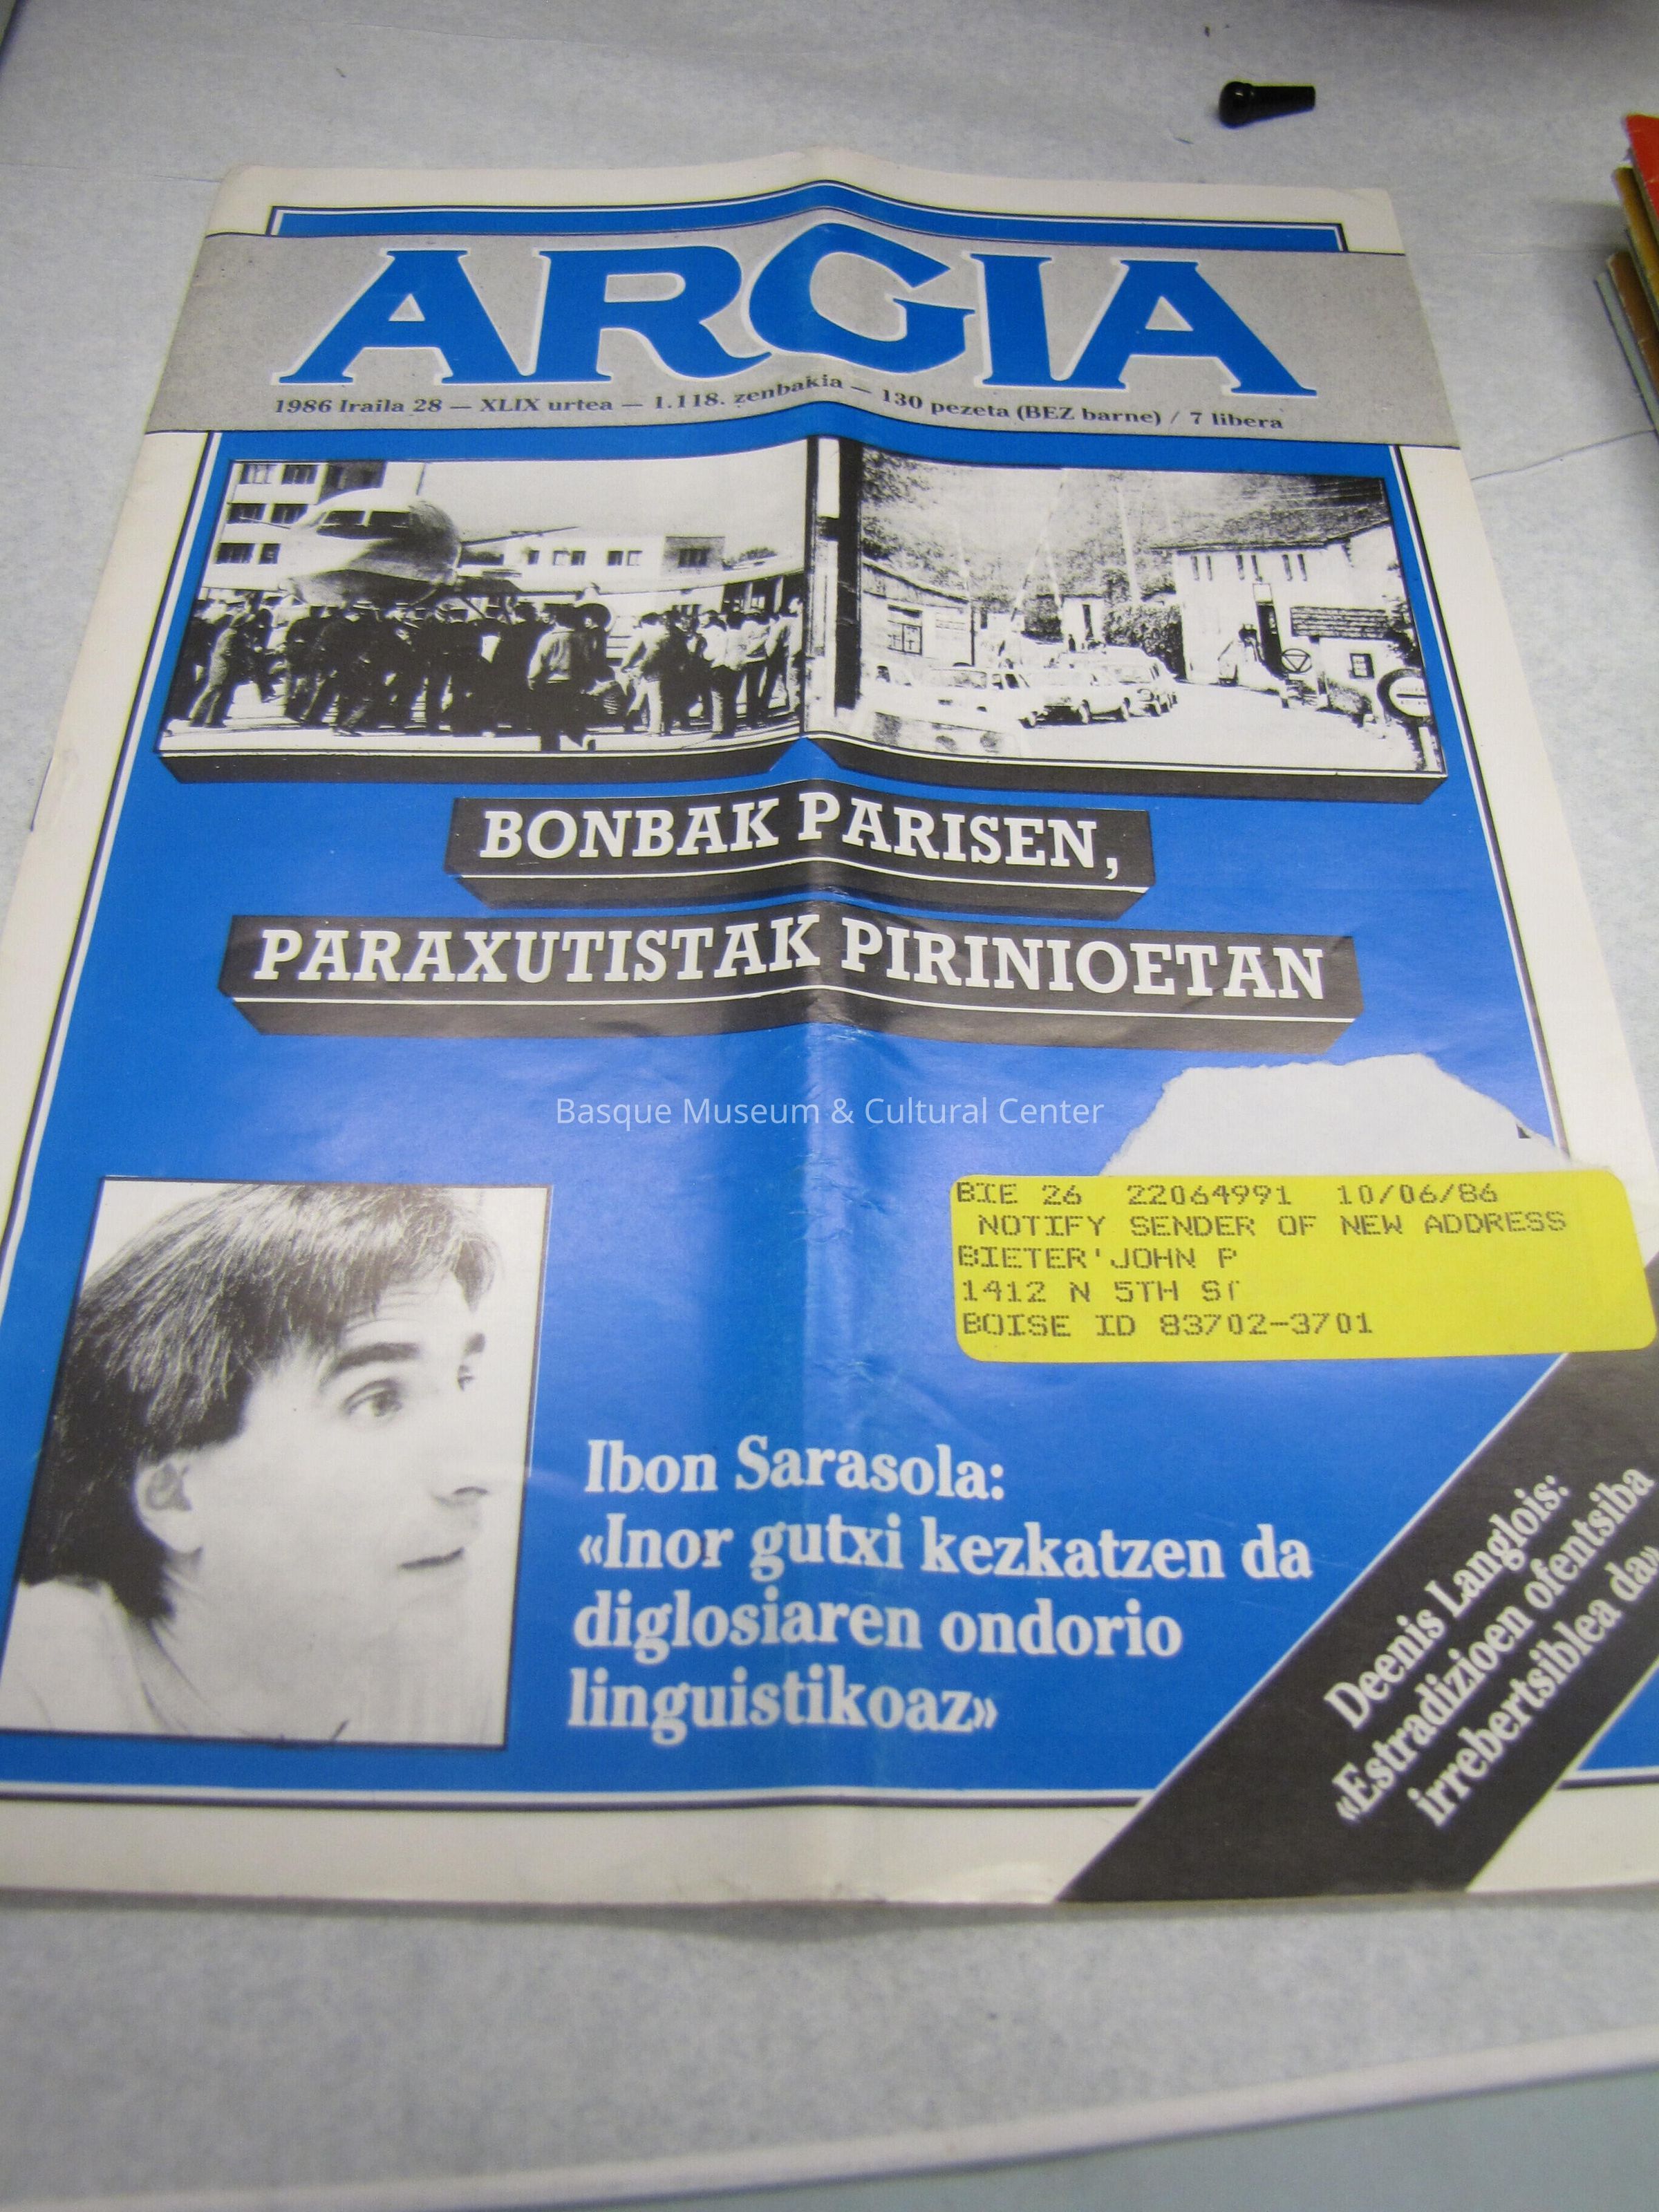 ARGIA
1986 Iraila 28 — XLIX urtea — 1.118. zenbakia — 130 pezeta (BEZ barne) / 7 libera
BONBAK PARISEN,
PARAXUTISTAK PIRINIOETAN
Basque Museum & Cultural Center
BIE 26 22064991 10/06/86
NOTIFY SENDER OF NEW ADDRESS
BIETER'JOHN P
1412 N 5TH ST
BOISE ID 83702-3701
Ibon Sarasola:
«Inor gutxi kezkatzen da
diglosiaren ondorio
linguistikoaz»
Deenis Langlois:
«Estradizioen ofentsiba
irrebertsiblea da»